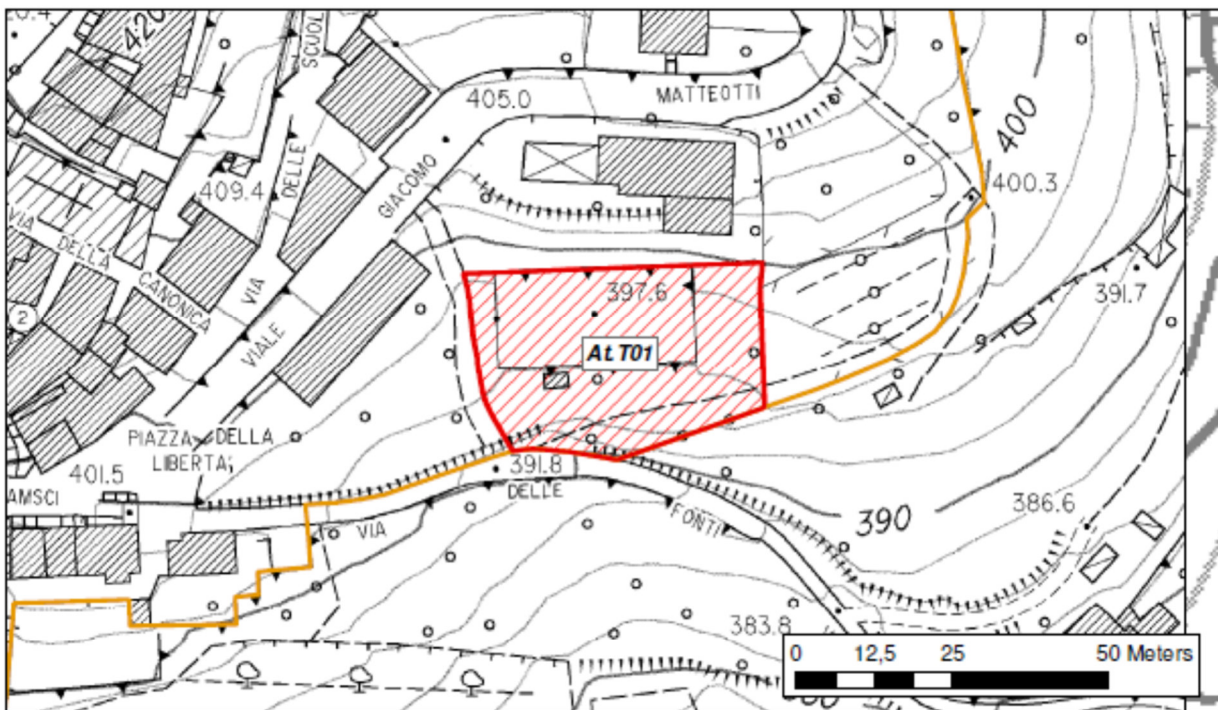 420
SCUOL
DELLE
MATTEOTTI
405.0
400
GIACOMO
409.4
400.3
VIA DELLA CANONICA
VIA
VIALE
397.6
391.7
At.T01
2
PIAZZA DELLA
LIBERTA'
401.5
AMSCI
391.8
VIA
DELLE
FONTI
390
386.6
383.8
0 12,5 25 50 Meters